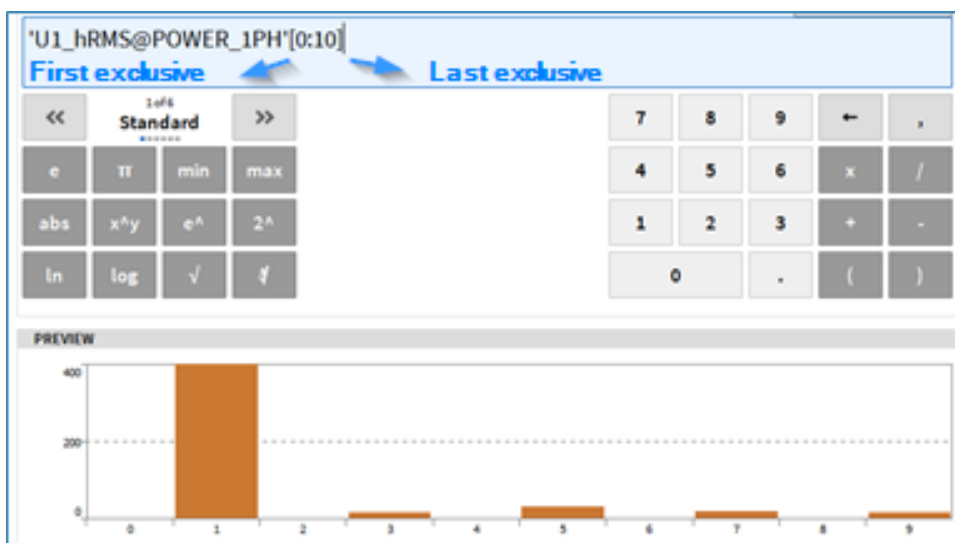 'U1_hRMS@POWER_1PH'[0:10]
First exclusive Last exclusive
<< 1 of 6 >> 7 8 9 ← ,
Standard
e π min max 4 5 6 x /
abs x^y e^ 2^ 1 2 3 + -
ln log √ ∛ 0 . ( )
PREVIEW
400
200
0
0 1 2 3 4 5 6 7 8 9